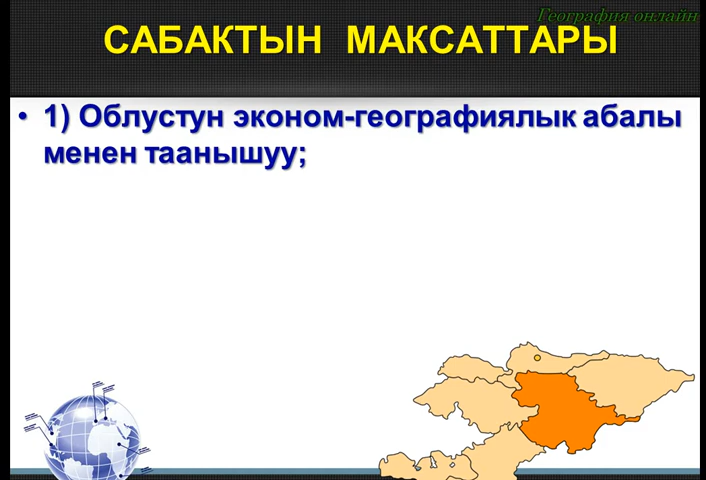 География онлайн
САБАКТЫН МАКСАТТАРЫ
• 1) Облустун эконом-географиялык абалы
менен таанышуу;